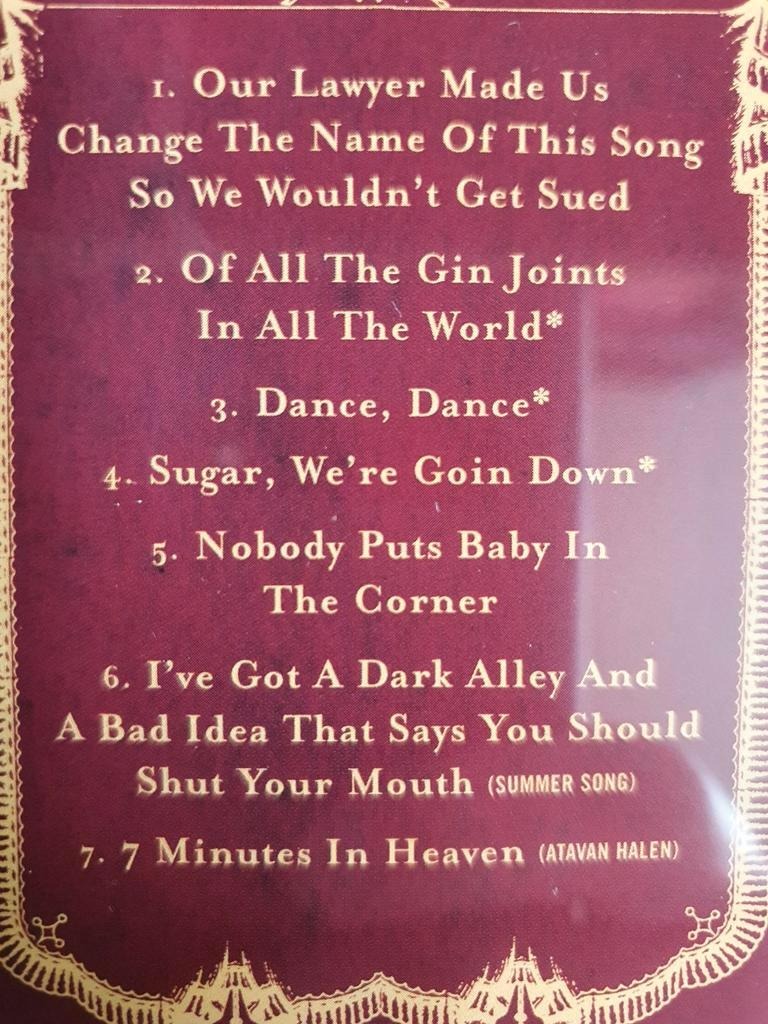 1. Our Lawyer Made Us
Change The Name Of This Song
So We Wouldn't Get Sued
2. Of All The Gin Joints
In All The World*
3. Dance, Dance*
4. Sugar, We're Goin Down*
5. Nobody Puts Baby In
The Corner
6. I've Got A Dark Alley And
A Bad Idea That Says You Should
Shut Your Mouth (SUMMER SONG)
7. 7 Minutes In Heaven (ATAVAN HALEN)